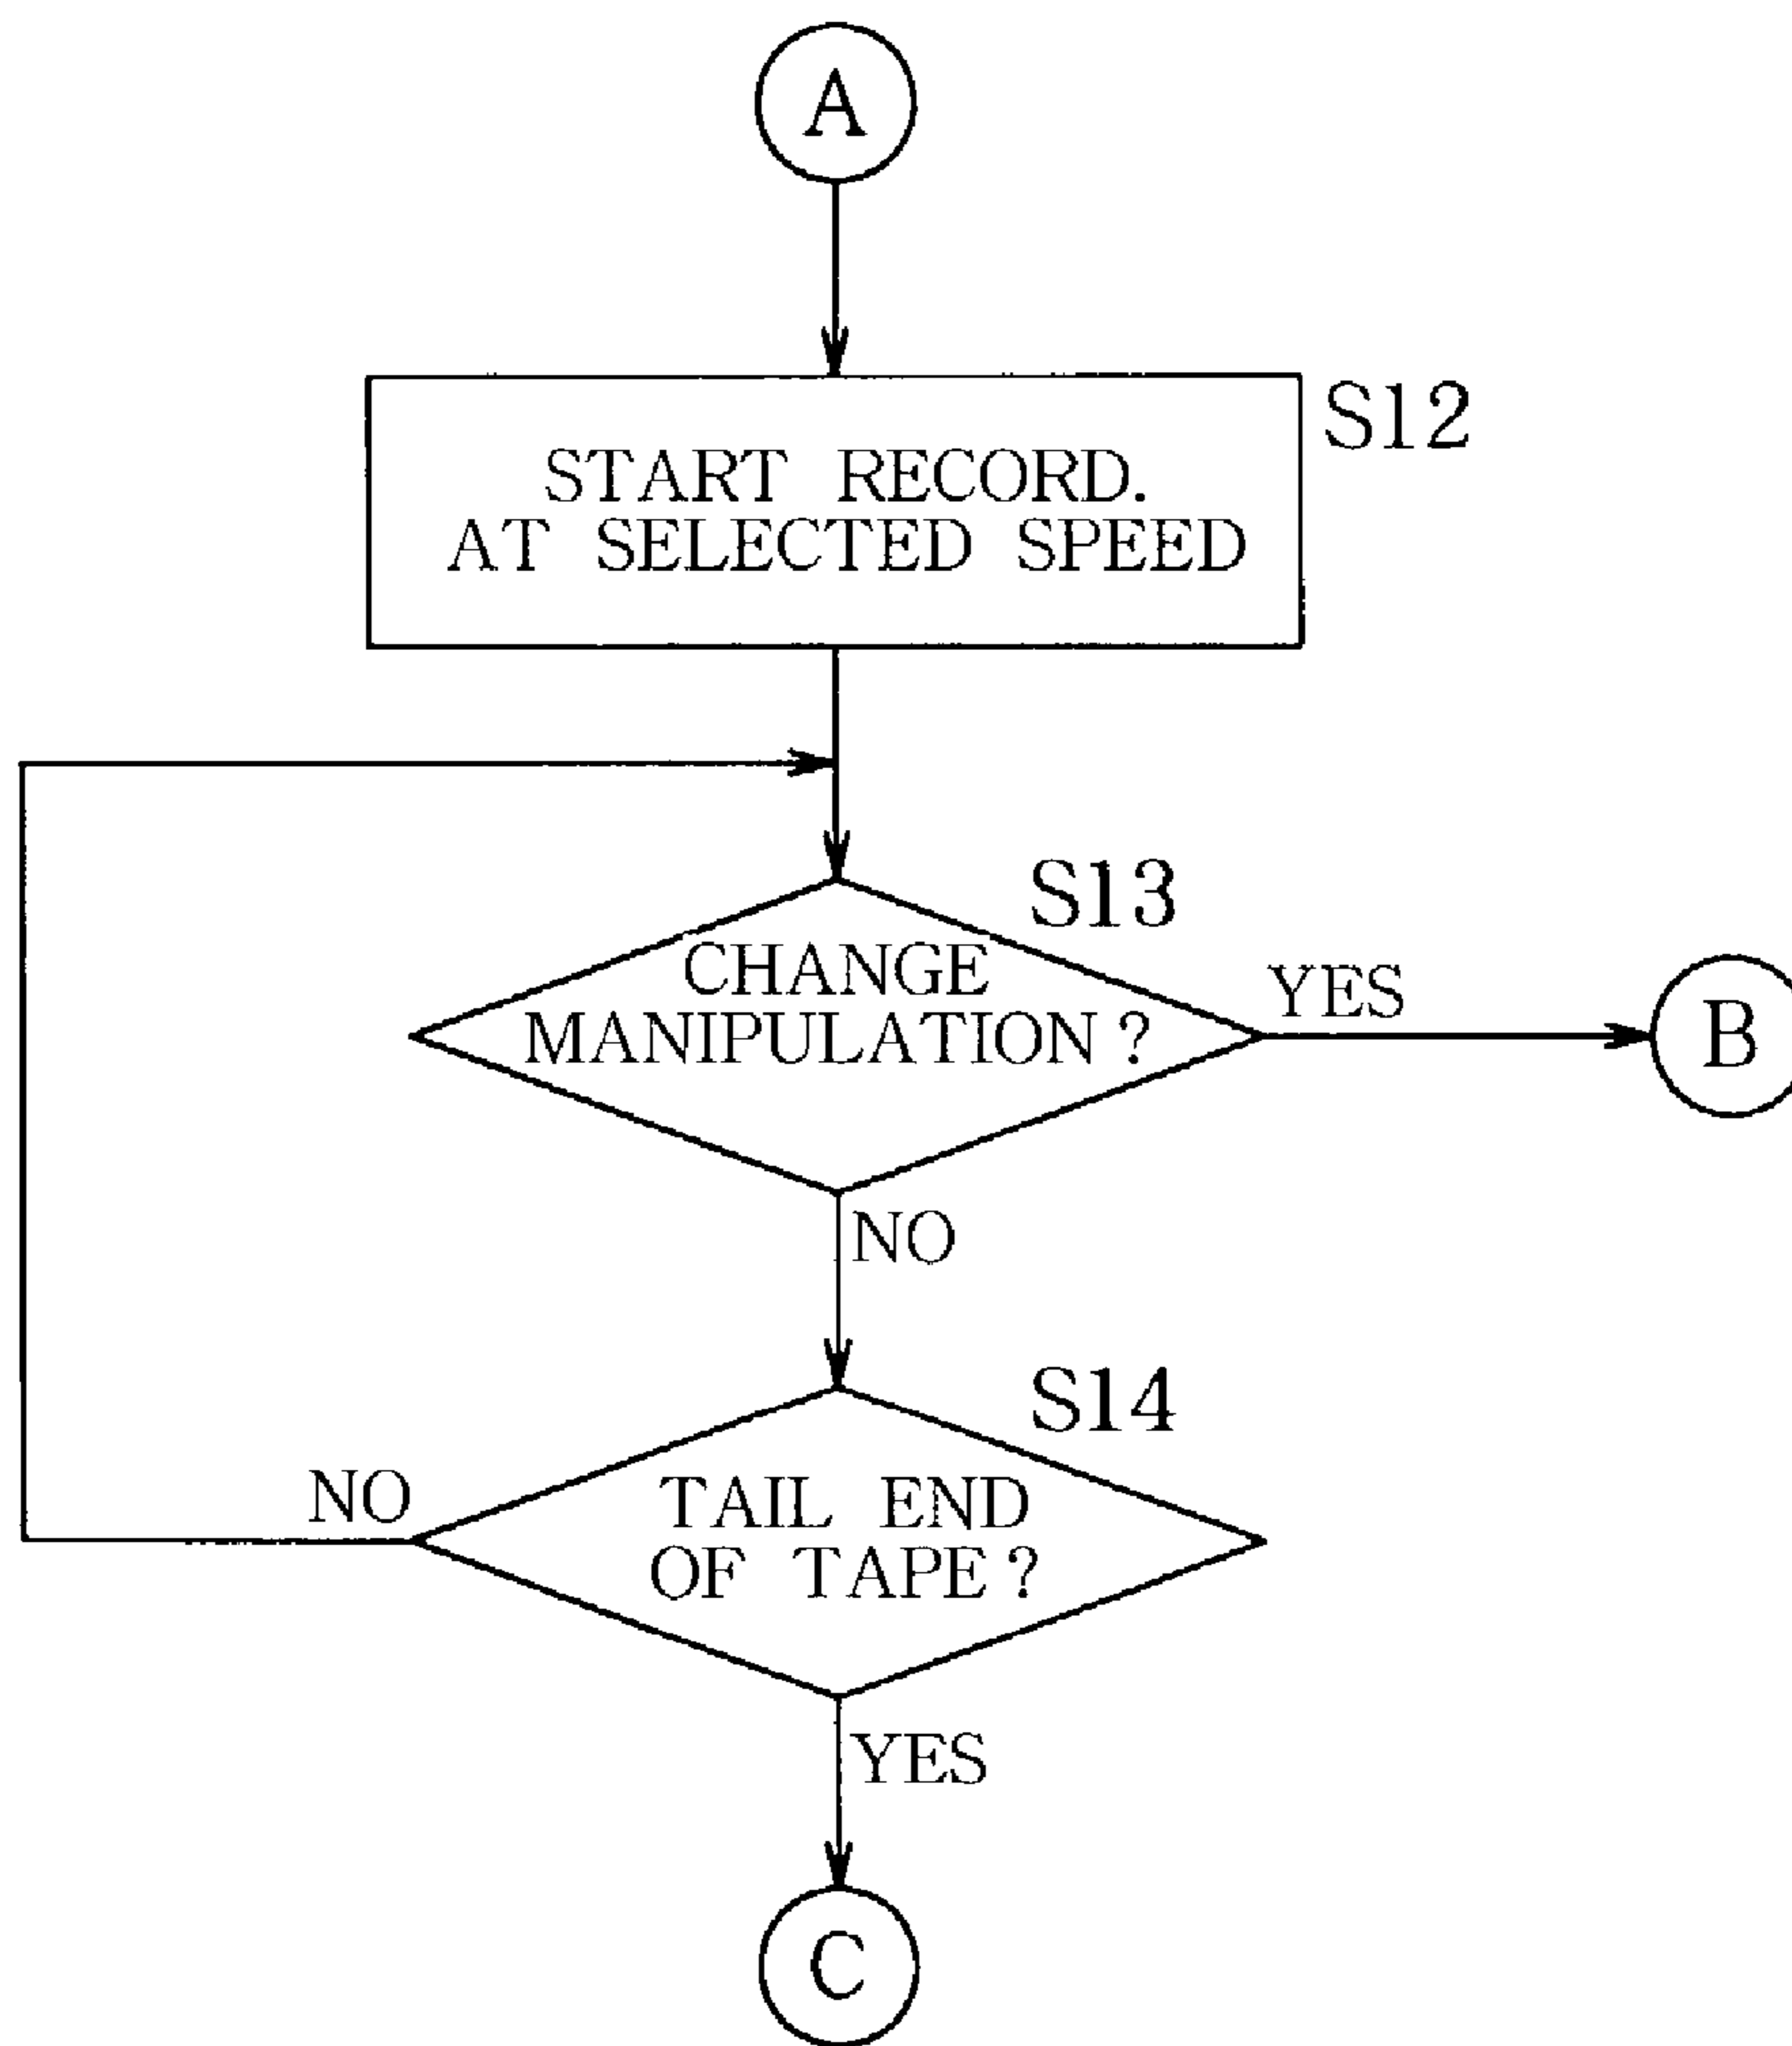 A
START RECORD.
AT SELECTED SPEED
S12
S13
CHANGE
MANIPULATION?
YES
B
NO
S14
TAIL END
OF TAPE?
NO
YES
C